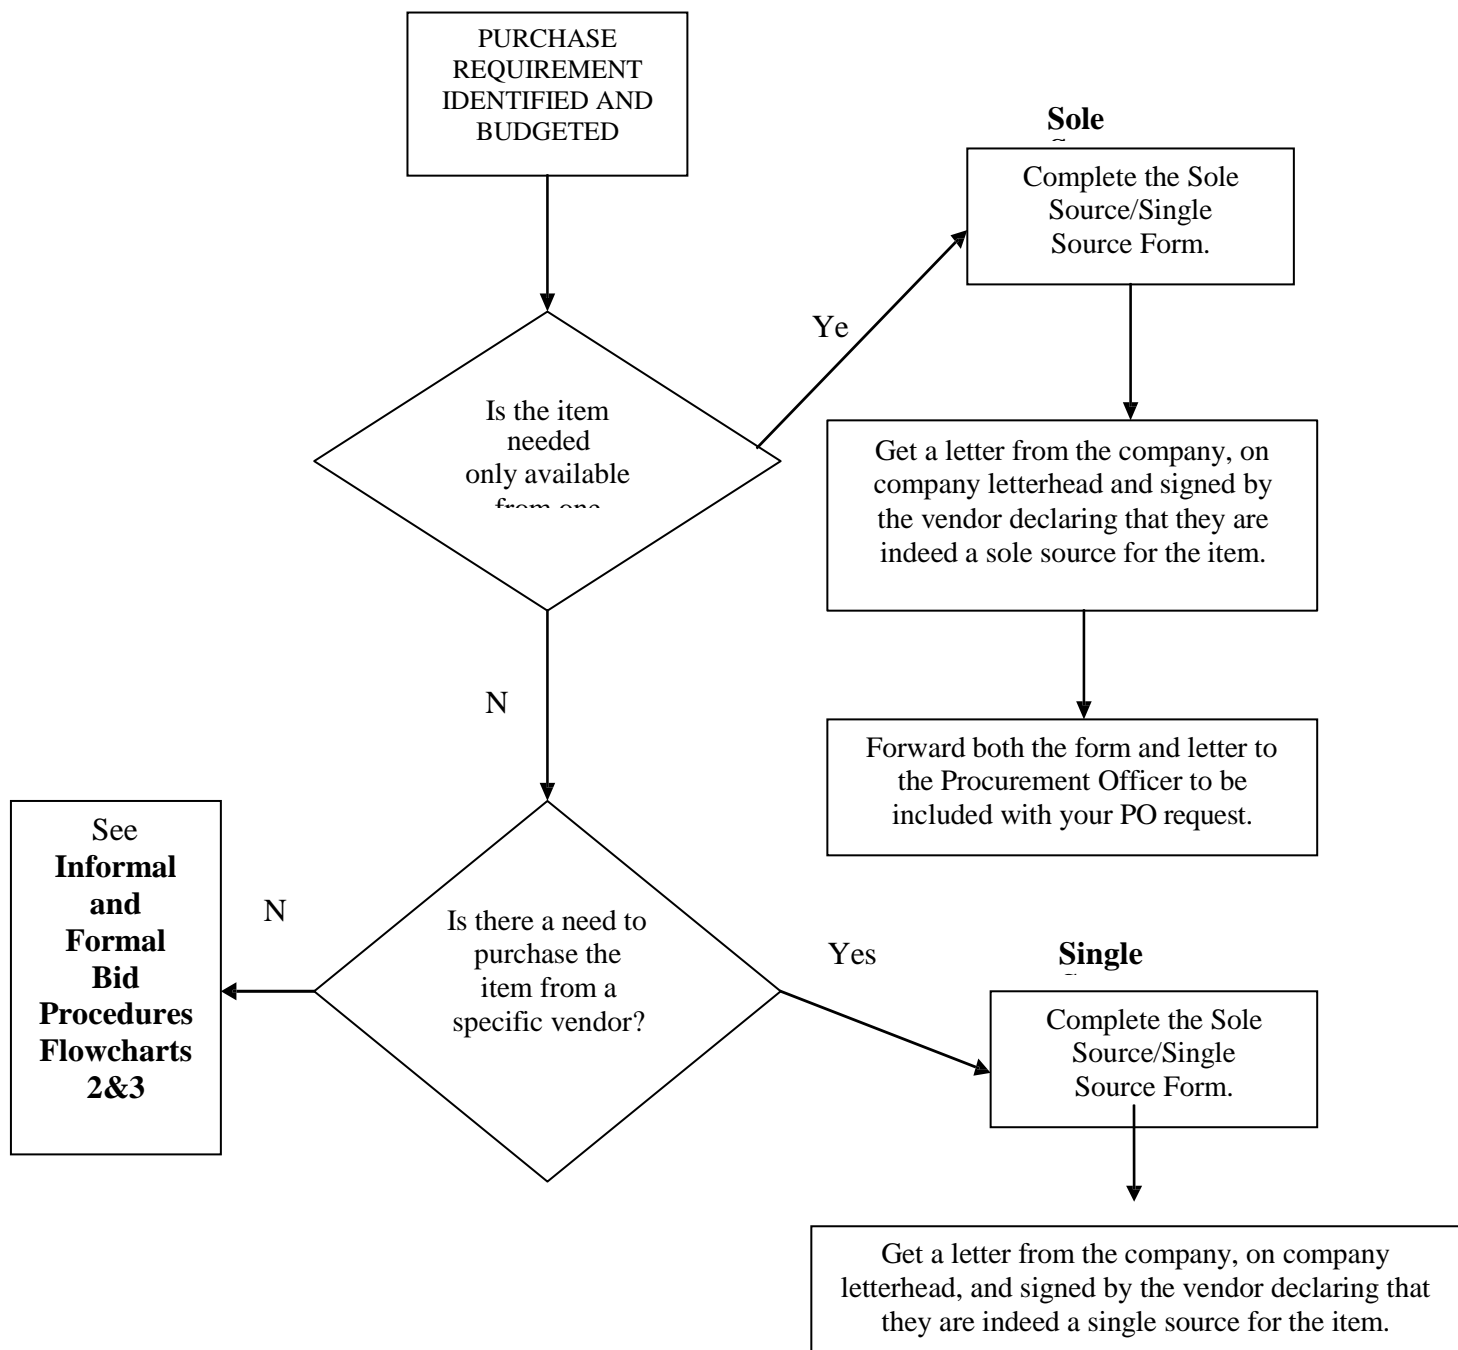 PURCHASE
REQUIREMENT
IDENTIFIED AND
BUDGETED
Sole
Complete the Sole
Source/Single
Source Form.
Ye
Is the item
needed
only available
from one
Get a letter from the company, on
company letterhead and signed by
the vendor declaring that they are
indeed a sole source for the item.
N
Forward both the form and letter to
the Procurement Officer to be
included with your PO request.
See
Informal
and
Formal
Bid
Procedures
Flowcharts
2&3
N
Is there a need to
purchase the
item from a
specific vendor?
Yes
Single
Complete the Sole
Source/Single
Source Form.
Get a letter from the company, on company
letterhead, and signed by the vendor declaring that
they are indeed a single source for the item.